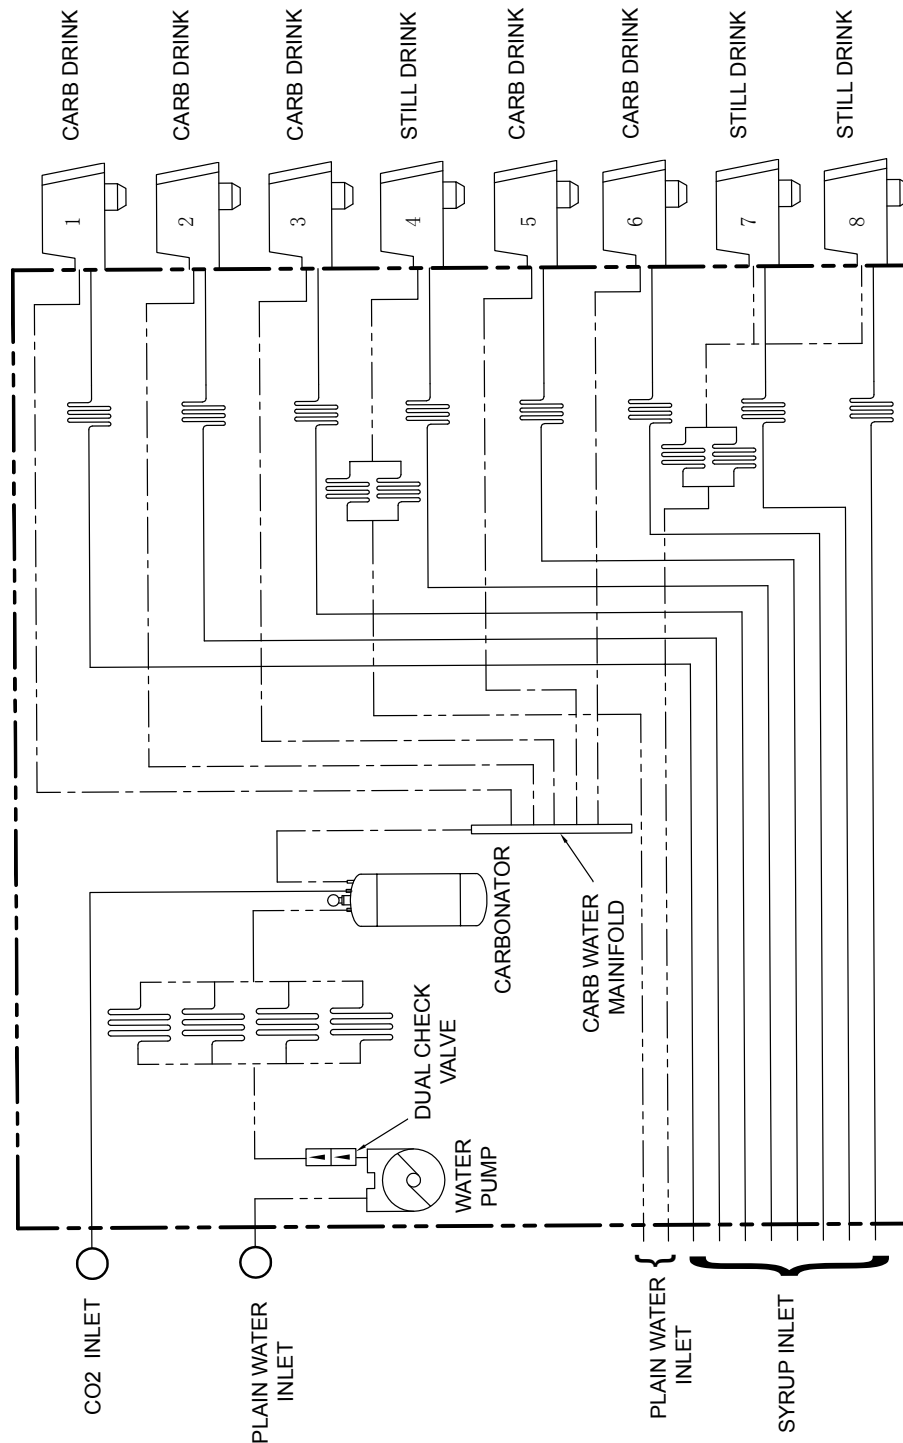 CARB DRINK
CARB DRINK
CARB DRINK
STILL DRINK
CARB DRINK
CARB DRINK
STILL DRINK
STILL DRINK
1
2
3
4
5
6
7
8
CARBONATOR
CARB WATER
MAINIFOLD
DUAL CHECK
VALVE
WATER
PUMP
CO2 INLET
PLAIN WATER
INLET
PLAIN WATER
INLET
SYRUP INLET